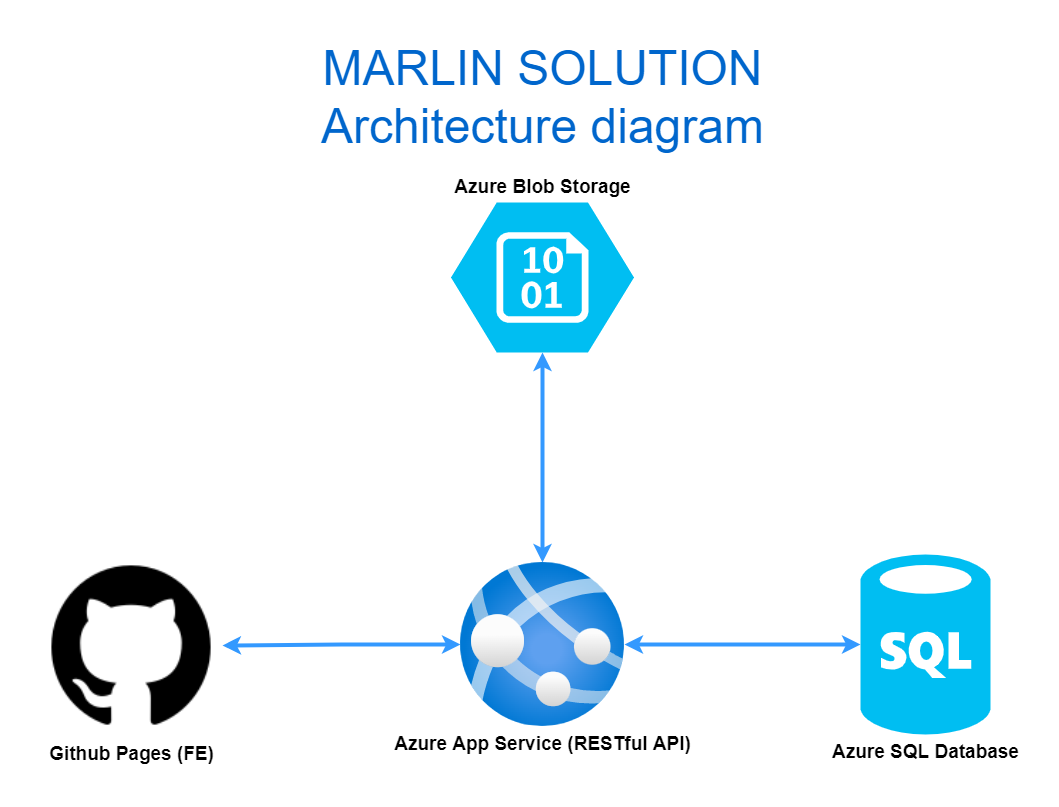 MARLIN SOLUTION
Architecture diagram
Azure Blob Storage
10
01
SQL
Github Pages (FE)
Azure App Service (RESTful API)
Azure SQL Database